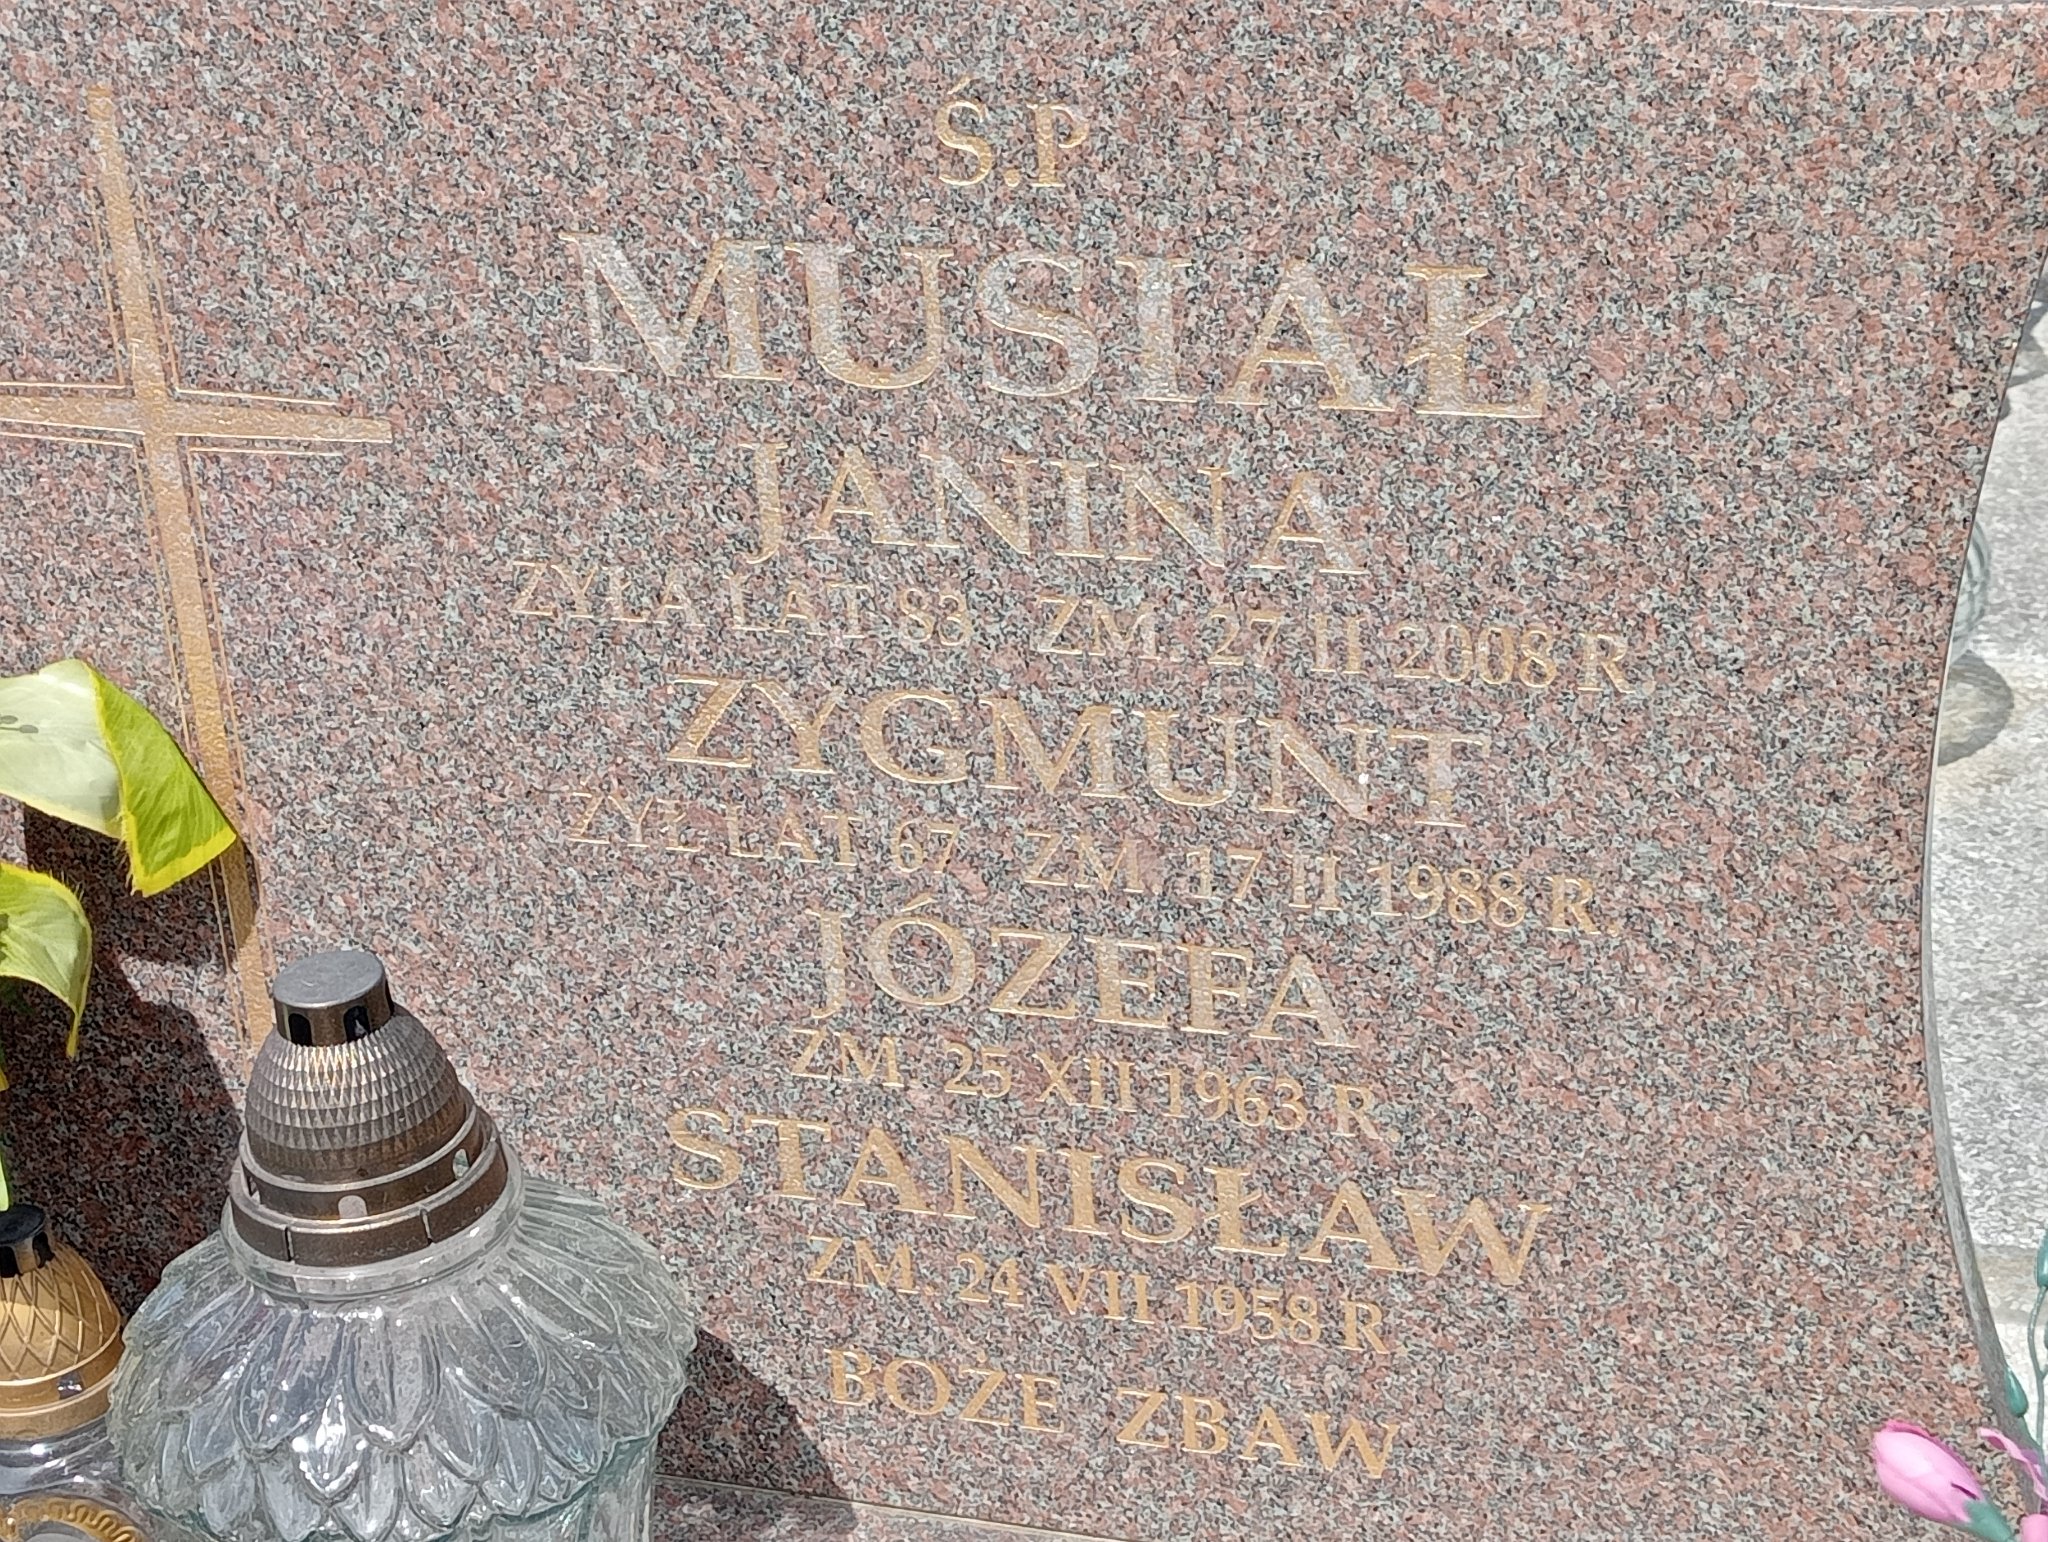 Ś.P
MUSIAŁ
JANINA
ŻYŁA LAT 83 ZM. 27 II 2008 R
ZYGMUNT
ŻYŁ LAT 67 ZM. 17 II 1988 R.
JÓZEFA
ZM. 25 XII 1963 R.
STANISŁAW
ZM. 24 VII 1958 R
BOŻE ZBAW